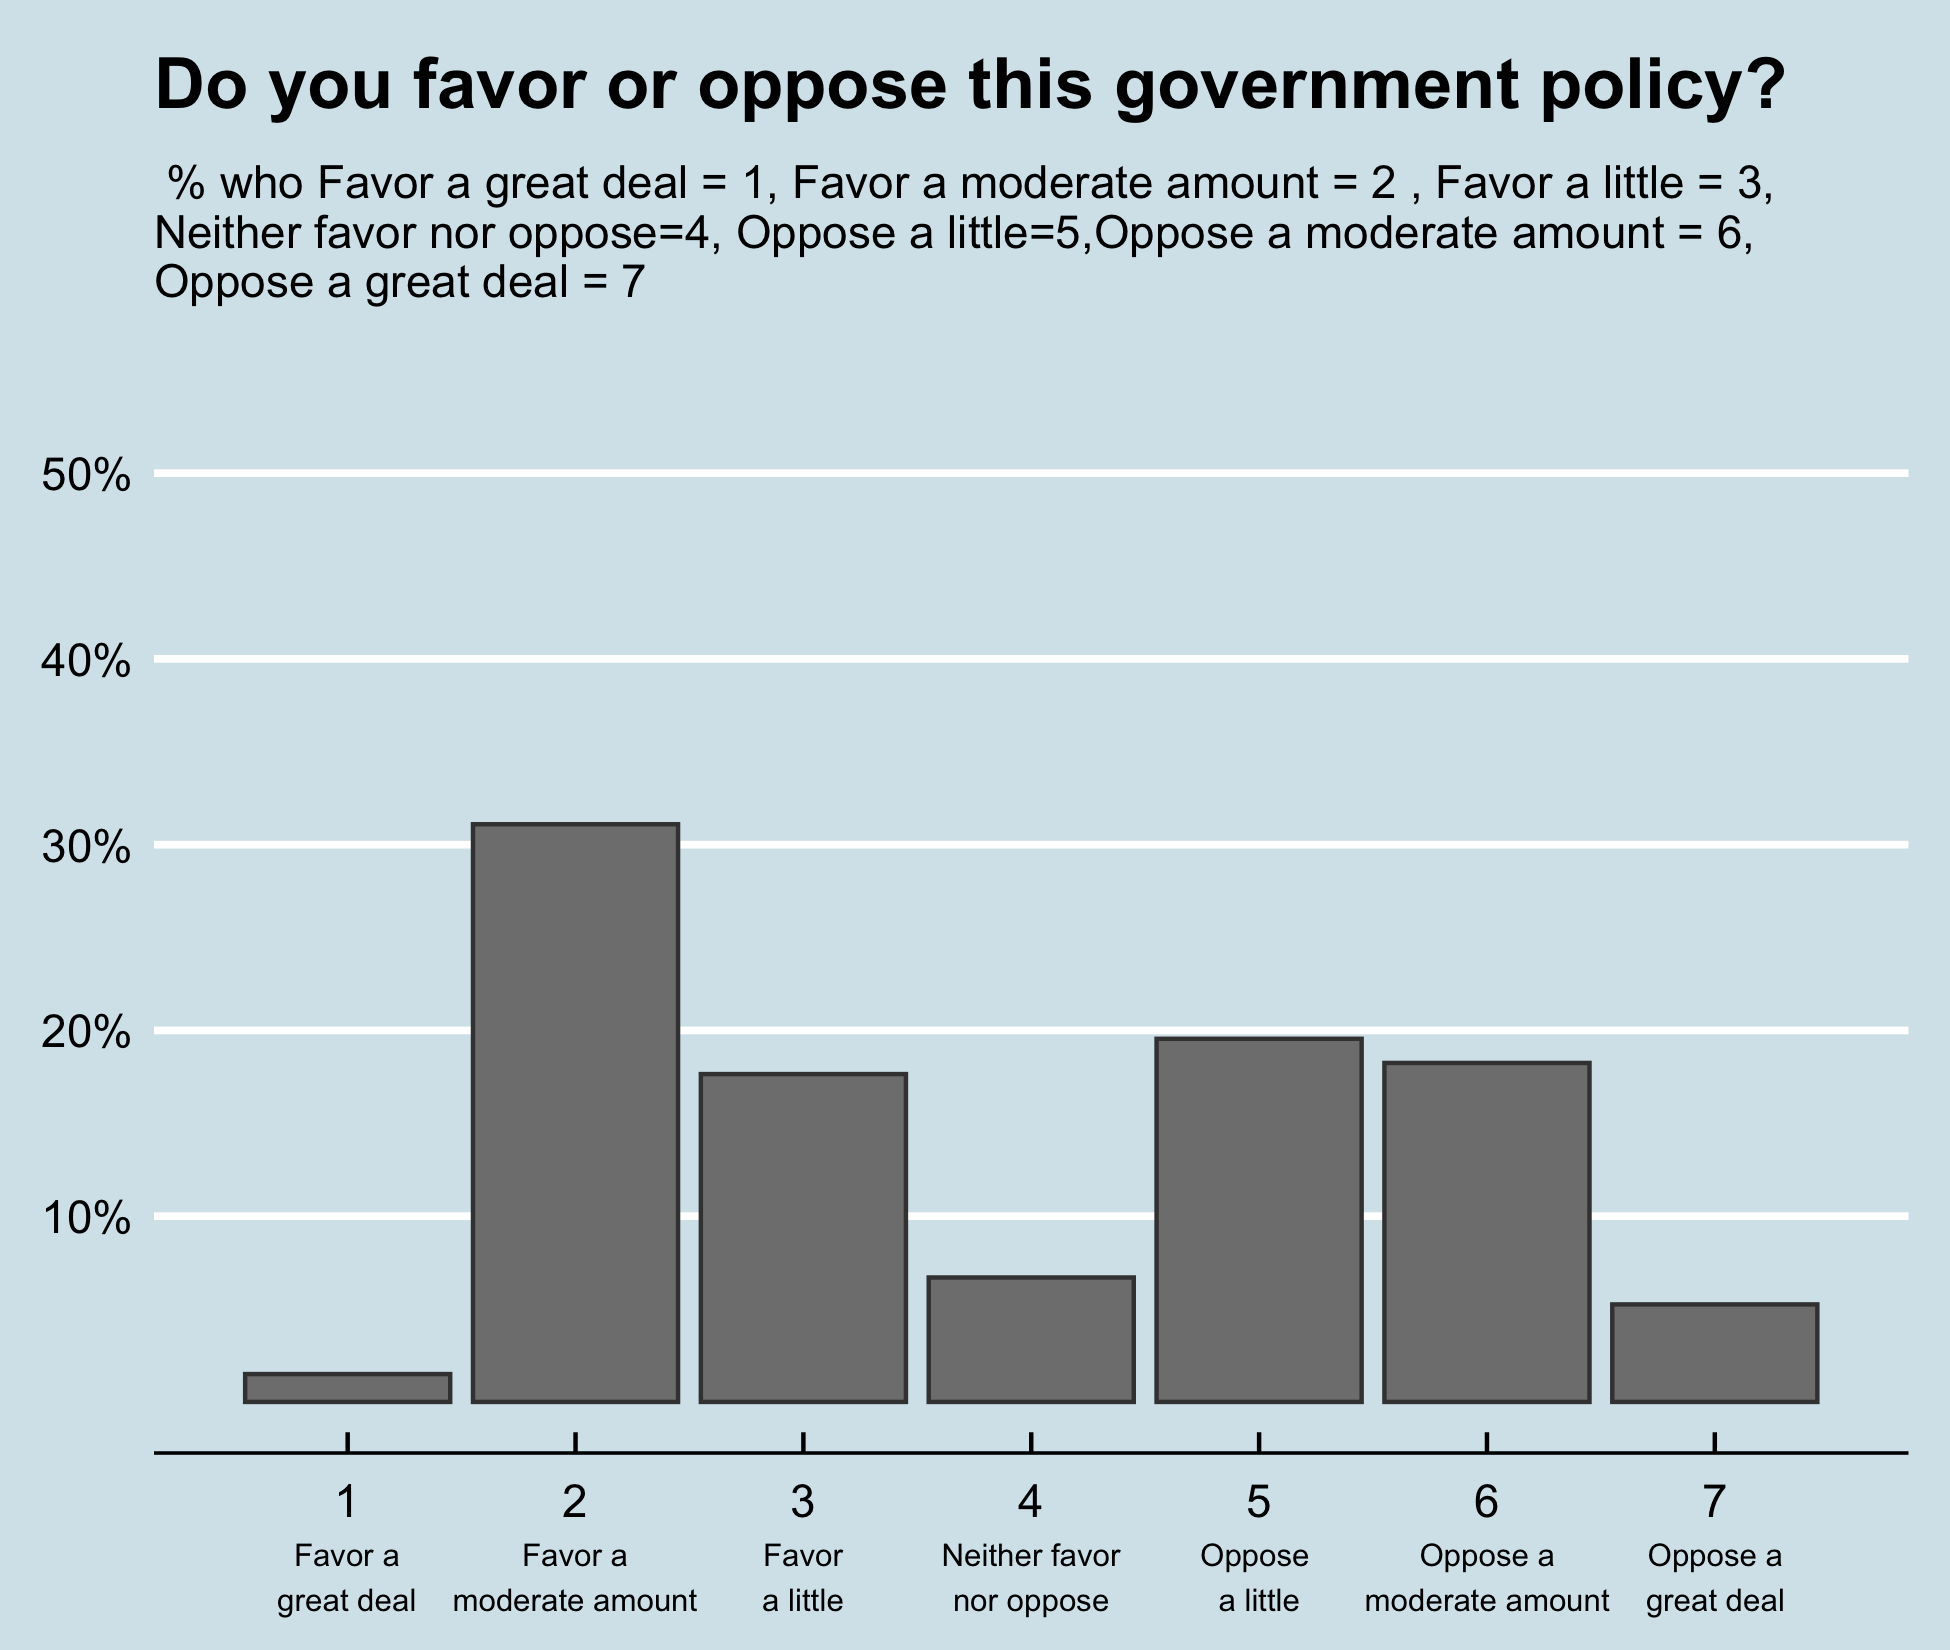 Do you favor or oppose this government policy?
% who Favor a great deal = 1, Favor a moderate amount = 2 , Favor a little = 3,
Neither favor nor oppose=4, Oppose a little=5,Oppose a moderate amount = 6,
Oppose a great deal = 7
50%
40%
30%
20%
10%
1 2 3 4 5 6 7
Favor a Favor a Favor Neither favor Oppose Oppose a Oppose a
great deal moderate amount a little nor oppose a little moderate amount great deal